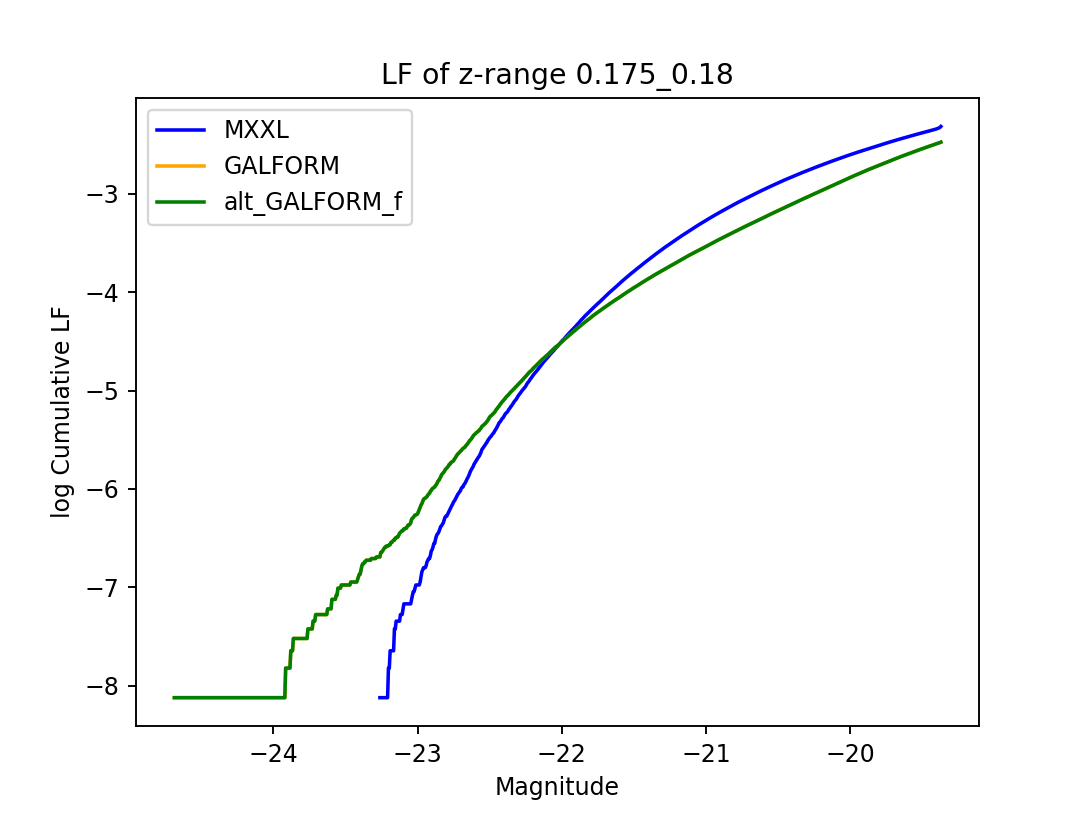 LF of z-range 0.175_0.18
MXXL
GALFORM
alt_GALFORM_f
log Cumulative LF
−3
−4
−5
−6
−7
−8
−24
−23
−22
−21
−20
Magnitude